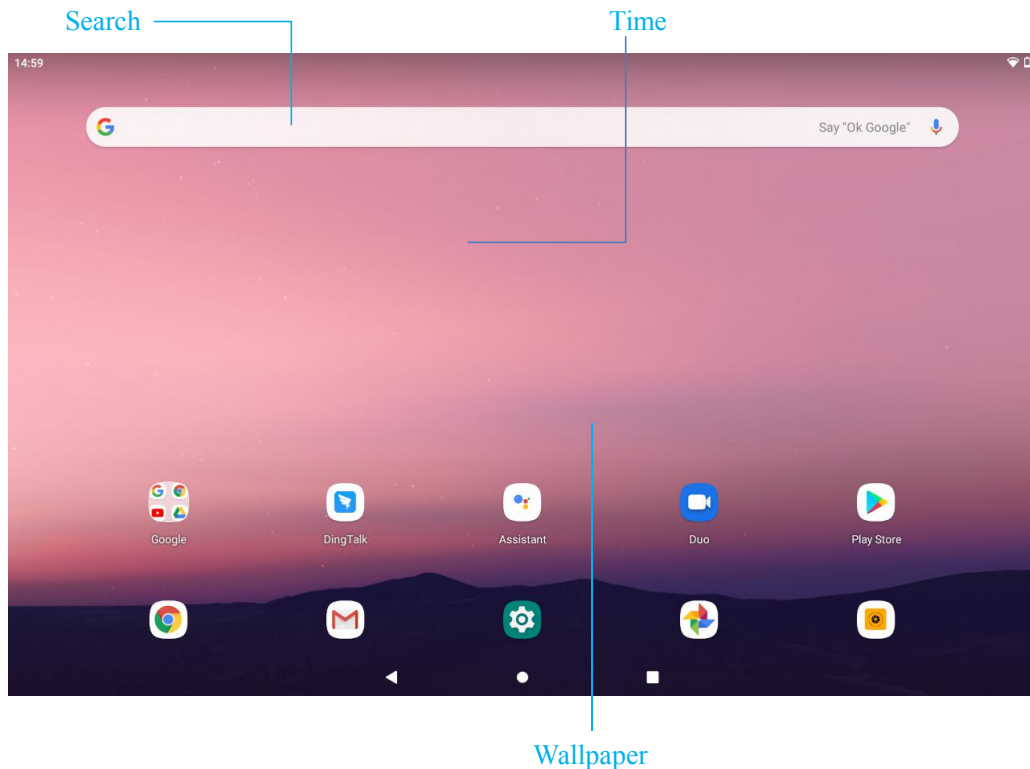 Search
Time
14:59
Say "Ok Google"
Google
DingTalk
Assistant
Duo
Play Store
Wallpaper